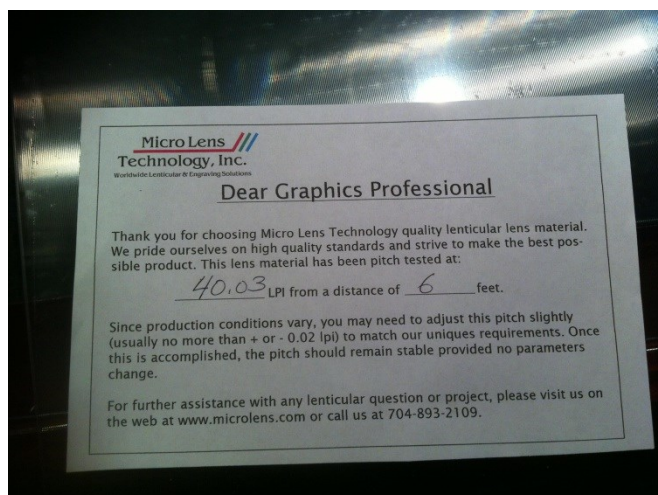 Micro Lens
Technology, Inc.
Worldwide Lenticular & Engraving Solutions
Dear Graphics Professional
Thank you for choosing Micro Lens Technology quality lenticular lens material.
We pride ourselves on high quality standards and strive to make the best pos-
sible product. This lens material has been pitch tested at:
40.03 LPI from a distance of 6 feet.
Since production conditions vary, you may need to adjust this pitch slightly
(usually no more than + or - 0.02 lpi) to match our uniques requirements. Once
this is accomplished, the pitch should remain stable provided no parameters
change.
For further assistance with any lenticular question or project, please visit us on
the web at www.microlens.com or call us at 704-893-2109.